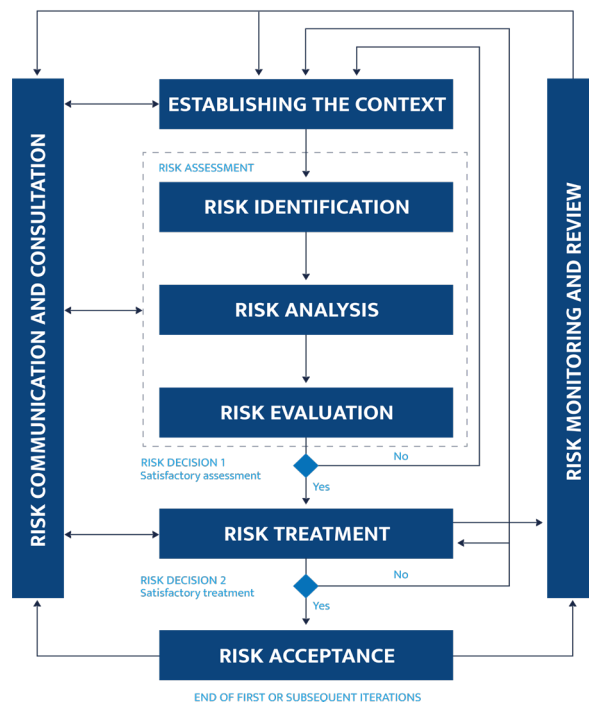 ESTABLISHING THE CONTEXT
RISK ASSESSMENT
RISK IDENTIFICATION
RISK ANALYSIS
RISK EVALUATION
RISK DECISION 1
Satisfactory assessment
No
Yes
RISK TREATMENT
RISK DECISION 2
Satisfactory treatment
No
Yes
RISK ACCEPTANCE
END OF FIRST OR SUBSEQUENT ITERATIONS
RISK COMMUNICATION AND CONSULTATION
RISK MONITORING AND REVIEW